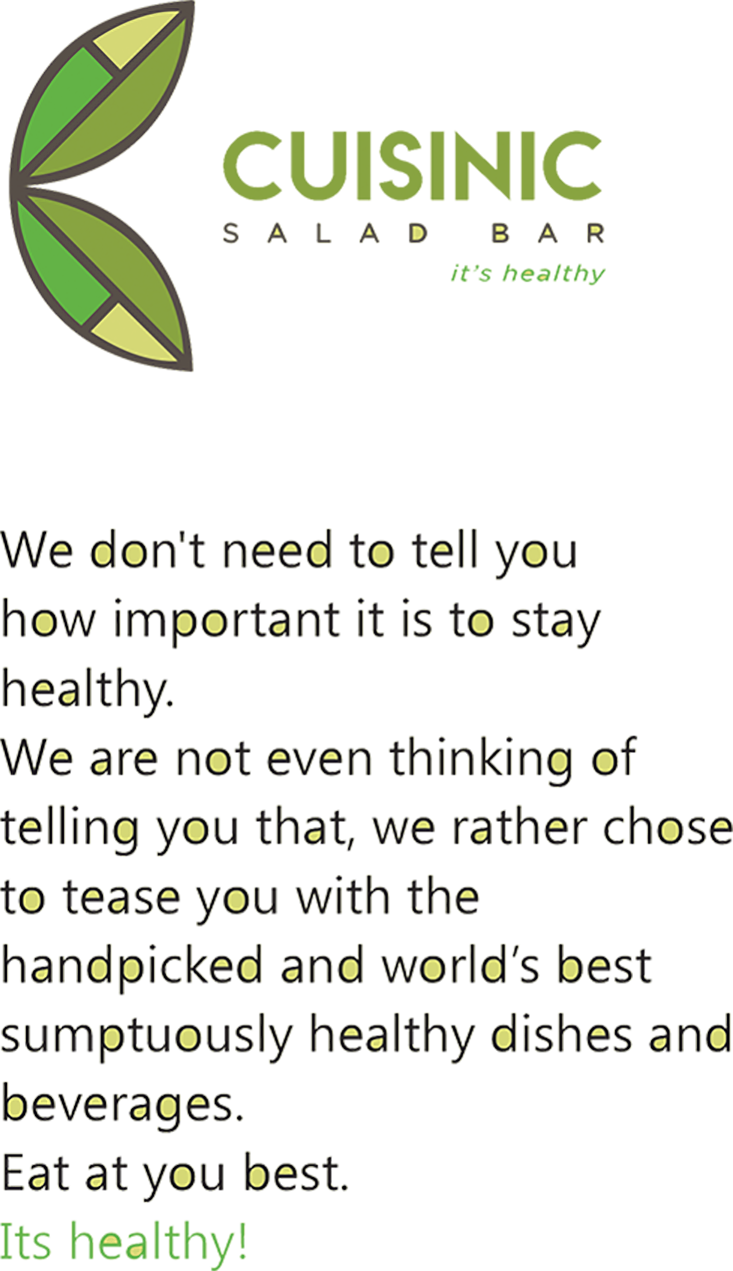 CUISINIC
SALAD BAR
it's healthy
We don't need to tell you
how important it is to stay
healthy.
We are not even thinking of
telling you that, we rather chose
to tease you with the
handpicked and world’s best
sumptuously healthy dishes and
beverages.
Eat at you best.
Its healthy!